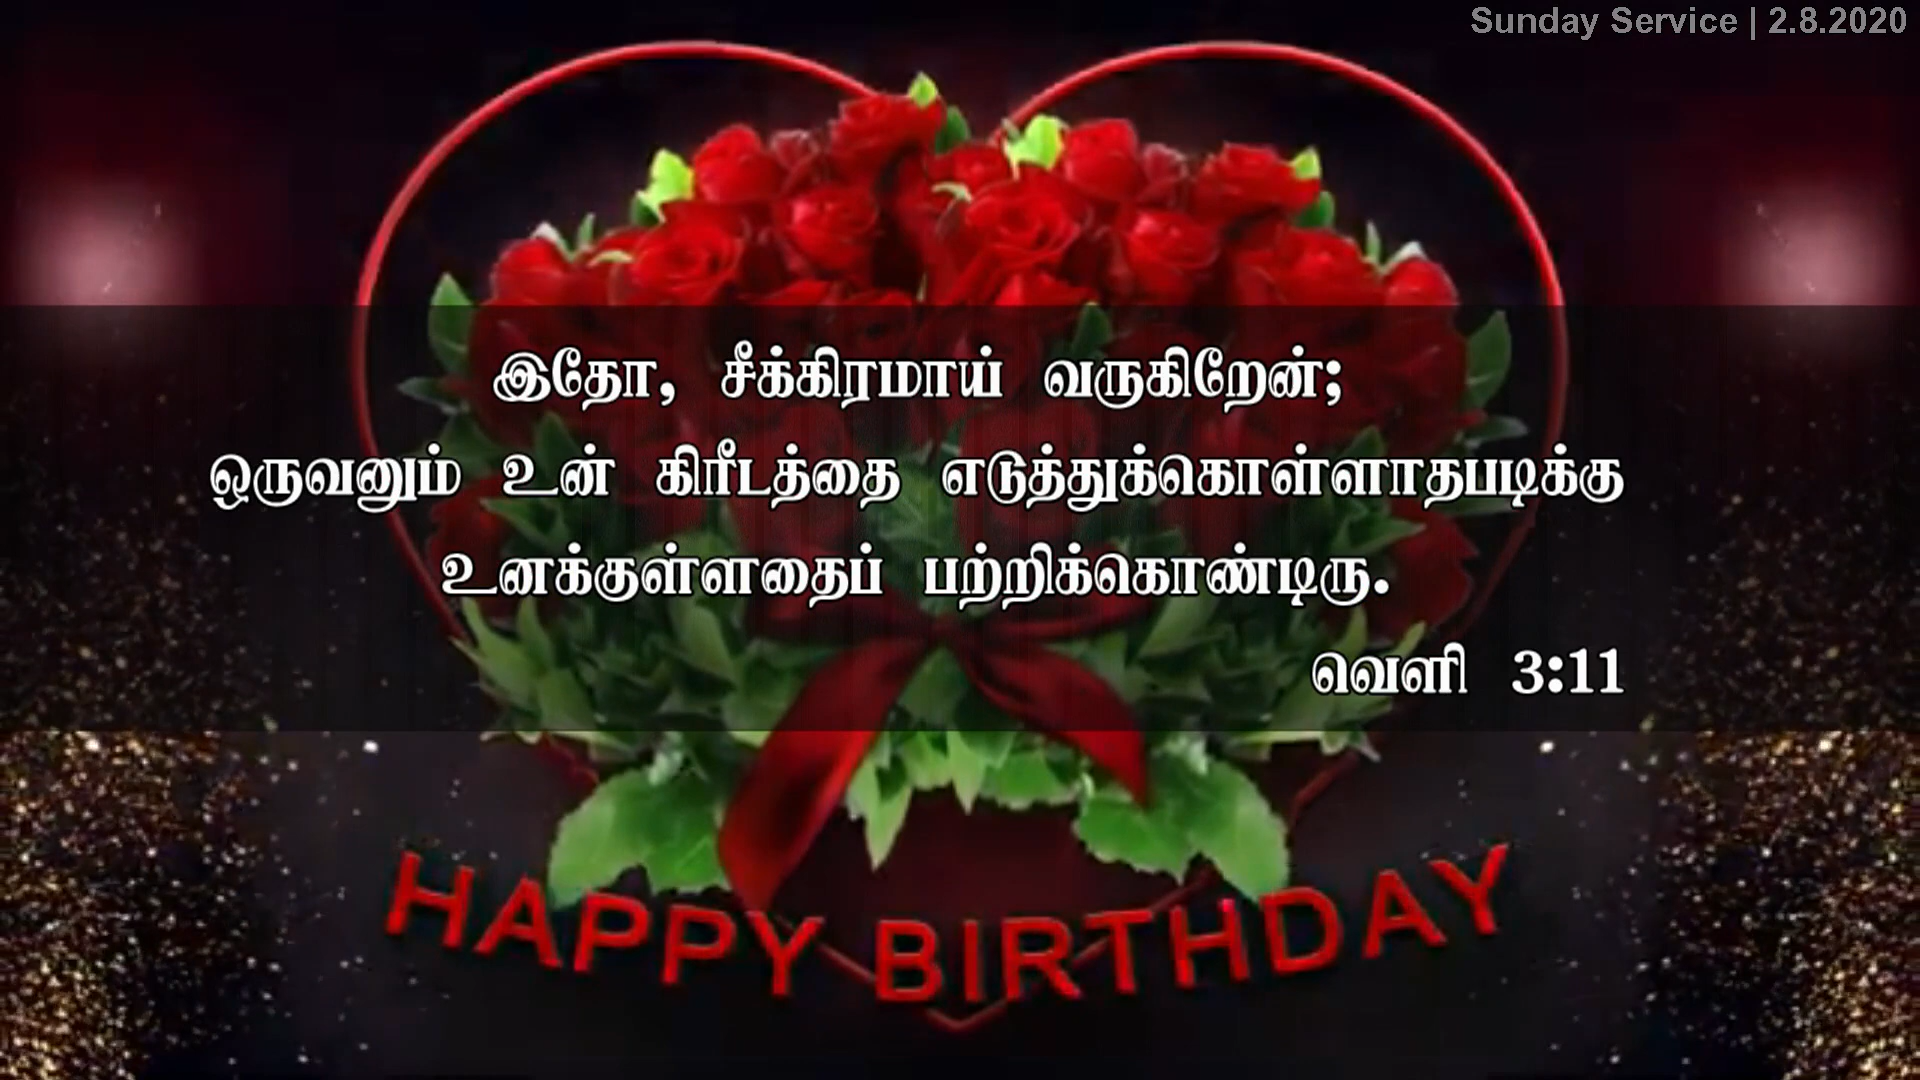 Sunday Service | 2.8.2020
இதோ, சீக்கிரமாய் வருகிறேன்;
ஒருவனும் உன் கிரீடத்தை எடுத்துக்கொள்ளாதபடிக்கு
உனக்குள்ளதைப் பற்றிக்கொண்டிரு.
வெளி 3:11
HAPPY BIRTHDAY